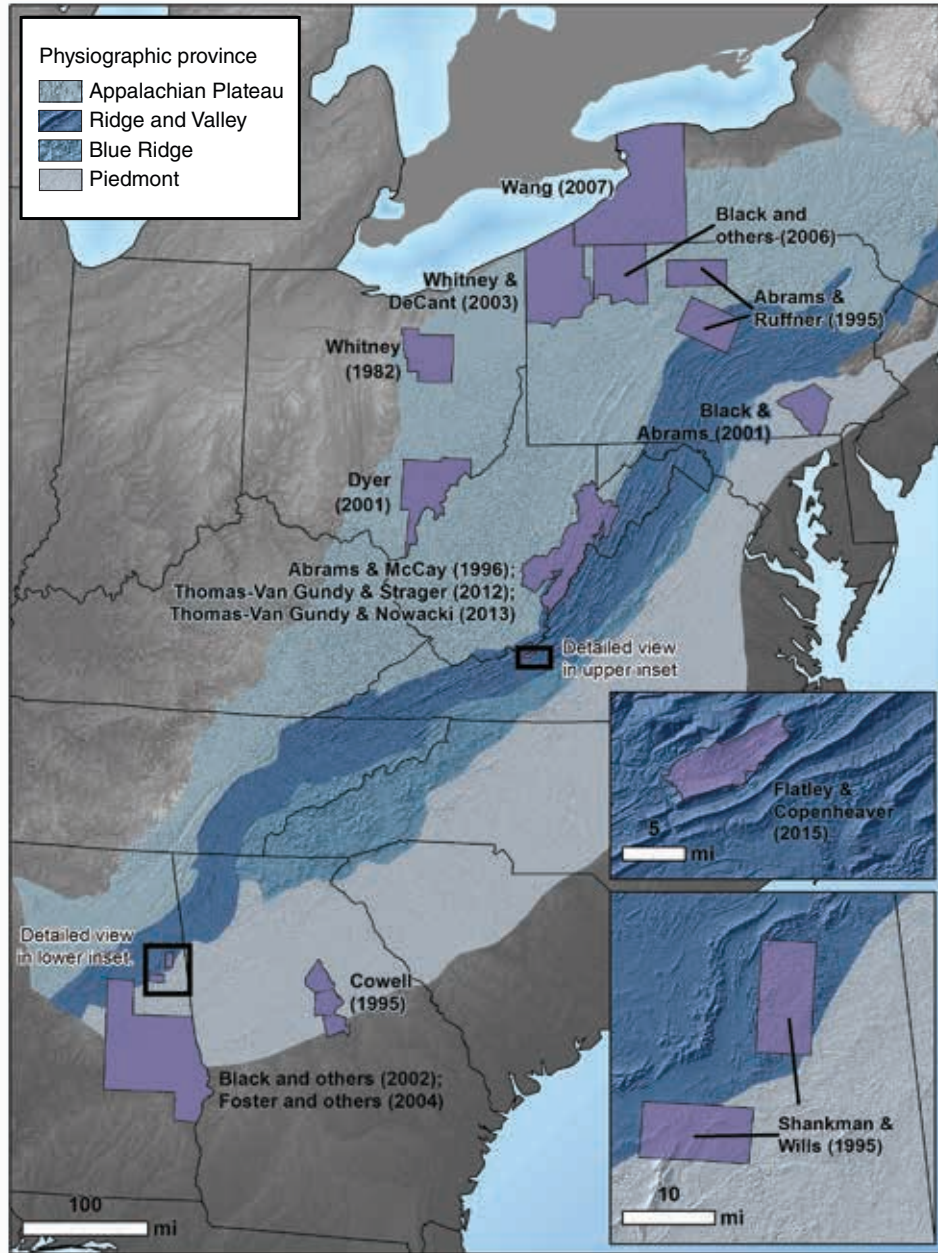 Physiographic province
Appalachian Plateau
Ridge and Valley
Blue Ridge
Piedmont
Wang (2007)
Black and
others (2006)
Whitney &
DeCant (2003)
Abrams &
Ruffner (1995)
Whitney
(1982)
Black &
Abrams (2001)
Dyer
(2001)
Abrams & McCay (1996);
Thomas-Van Gundy & Strager (2012);
Thomas-Van Gundy & Nowacki (2013)
Detailed view
in upper inset
Flatley &
Copenheaver
(2015)
5
mi
Detailed view
in lower inset
Cowell
(1995)
Black and others (2002);
Foster and others (2004)
Shankman &
Wills (1995)
10
mi
100
mi